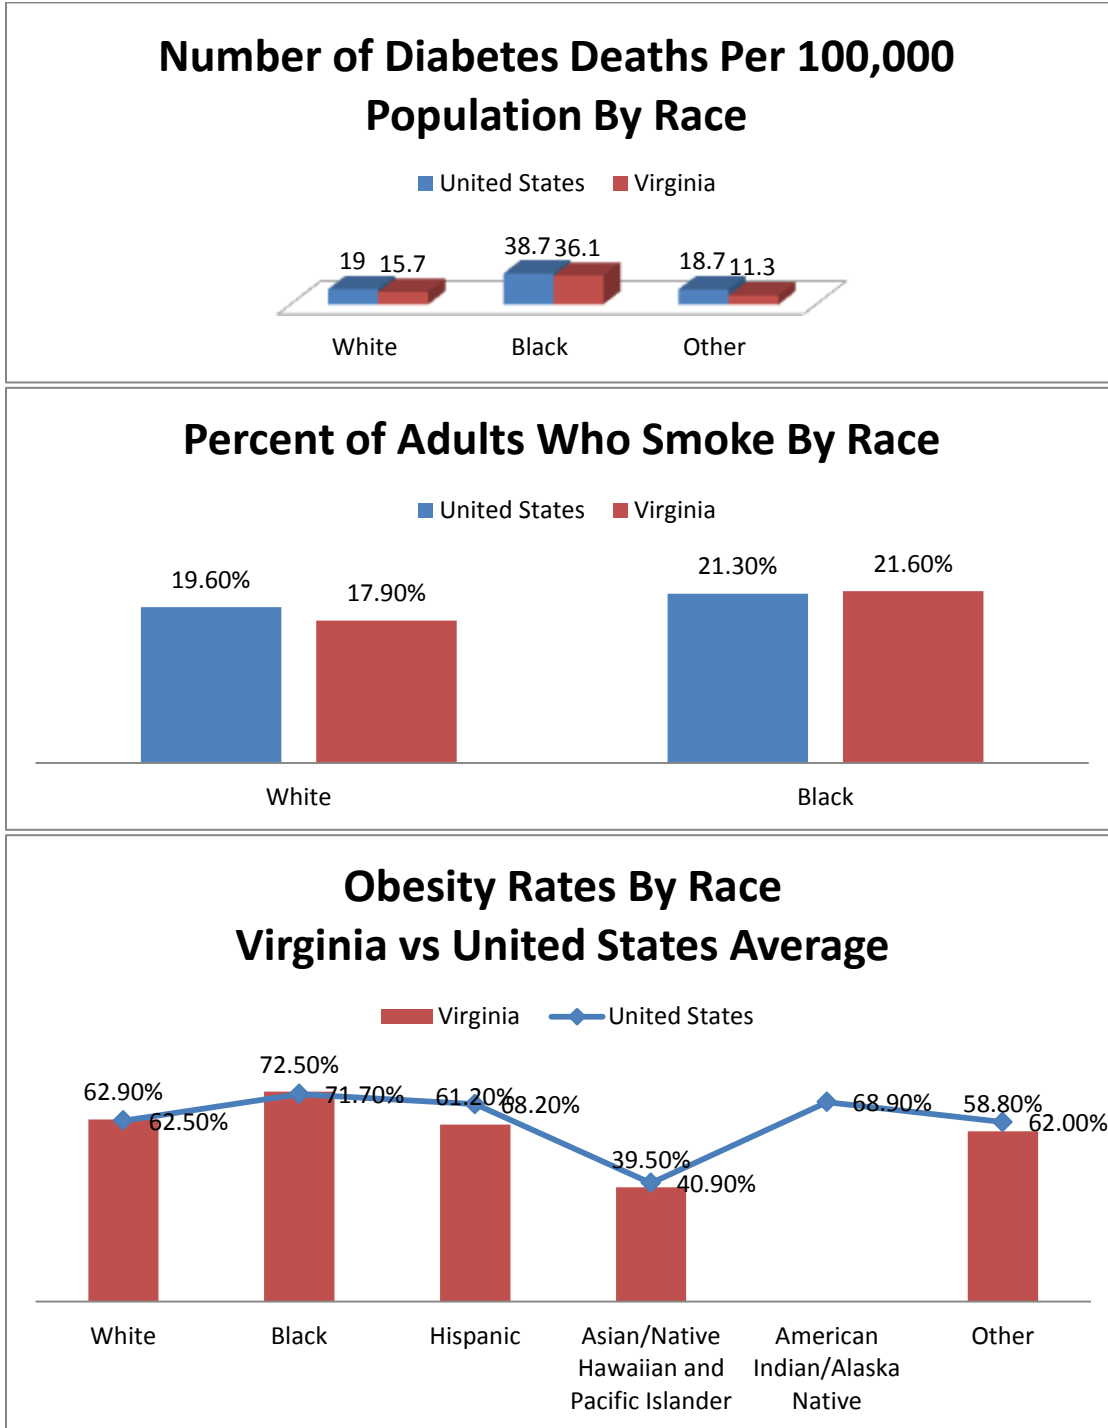 Number of Diabetes Deaths Per 100,000
Population By Race
United States Virginia
19 15.7 38.7 36.1 18.7 11.3
White Black Other
Percent of Adults Who Smoke By Race
United States Virginia
19.60% 17.90% 21.30% 21.60%
White Black
Obesity Rates By Race
Virginia vs United States Average
Virginia United States
62.90% 72.50% 61.20% 39.50% 58.80%
62.50% 71.70% 68.20% 40.90% 68.90% 62.00%
White Black Hispanic Asian/Native American Other
Hawaiian and Indian/Alaska
Pacific Islander Native